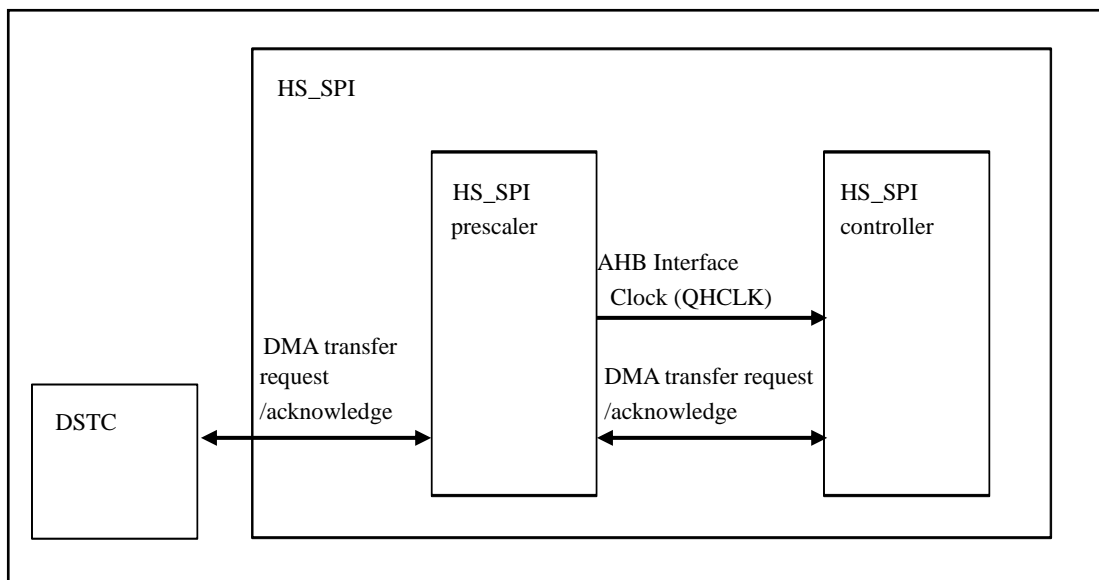 HS_SPI
HS_SPI
prescaler
HS_SPI
controller
AHB Interface
Clock (QHCLK)
DMA transfer
request
/acknowledge
DMA transfer request
/acknowledge
DSTC